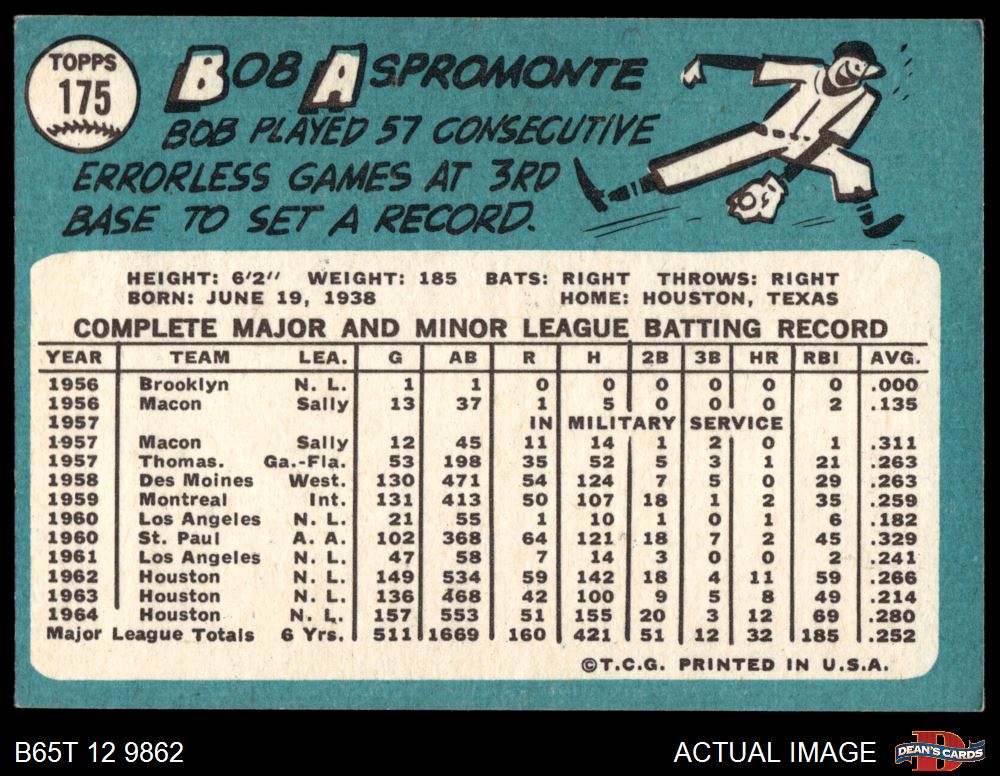 TOPPS
175
BOB ASPROMONTE
BOB PLAYED 57 CONSECUTIVE
ERRORLESS GAMES AT 3RD
BASE TO SET A RECORD.
HEIGHT: 6'2" WEIGHT: 185 BATS: RIGHT THROWS: RIGHT
BORN: JUNE 19, 1938 HOME: HOUSTON, TEXAS
COMPLETE MAJOR AND MINOR LEAGUE BATTING RECORD
YEAR TEAM LEA. G AB R H 2B 3B HR RBI AVG.
1956 Brooklyn N. L. 1 1 0 0 0 0 0 0 .000
1956 Macon Sally 13 37 1 5 0 0 0 2 .135
1957 IN MILITARY SERVICE
1957 Macon Sally 12 45 11 14 1 2 0 1 .311
1957 Thomas. Ga.-Fla. 53 198 35 52 5 3 1 21 .263
1958 Des Moines West. 130 471 54 124 7 5 0 29 .263
1959 Montreal Int. 131 413 50 107 18 1 2 35 .259
1960 Los Angeles N. L. 21 55 1 10 1 0 1 6 .182
1960 St. Paul A. A. 102 368 64 121 18 7 2 45 .329
1961 Los Angeles N. L. 47 58 7 14 3 0 0 2 .241
1962 Houston N. L. 149 534 59 142 18 4 11 59 .266
1963 Houston N. L. 136 468 42 100 9 5 8 49 .214
1964 Houston N. L. 157 553 51 155 20 3 12 69 .280
Major League Totals 6 Yrs. 511 1669 160 421 51 12 32 185 .252
©T.C.G. PRINTED IN U.S.A.
B65T 12 9862 ACTUAL IMAGE DEAN'S CARDS